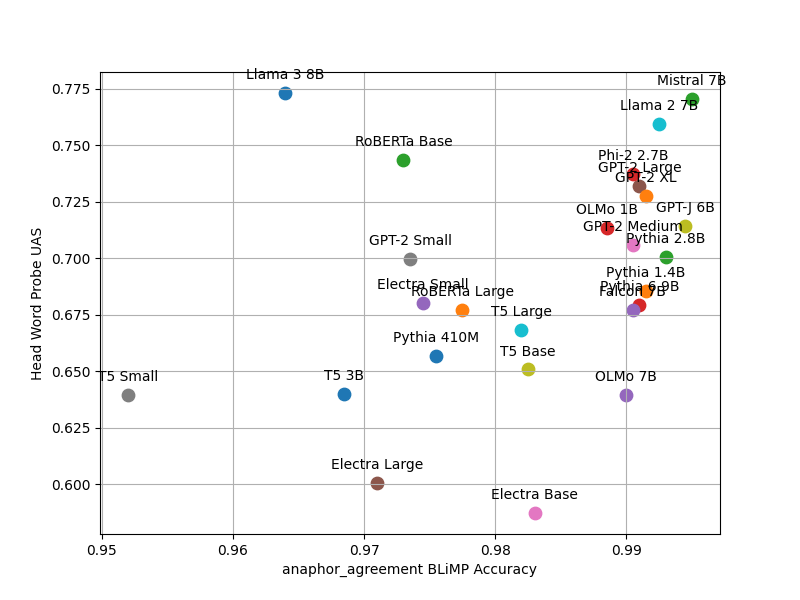 Llama 3 8B
Mistral 7B
Llama 2 7B
RoBERTa Base
Phi-2 2.7B
GPT-2 Large
GPT-2 XL
OLMo 1B
GPT-J 6B
GPT-2 Medium
Pythia 2.8B
GPT-2 Small
Pythia 1.4B
Electra Small
Pythia 6.9B
RoBERTa Large
Falcon 7B
T5 Large
Pythia 410M
T5 Base
T5 Small
T5 3B
OLMo 7B
Electra Large
Electra Base
0.775
0.750
0.725
0.700
0.675
0.650
0.625
0.600
Head Word Probe UAS
0.95
0.96
0.97
0.98
0.99
anaphor_agreement BLiMP Accuracy